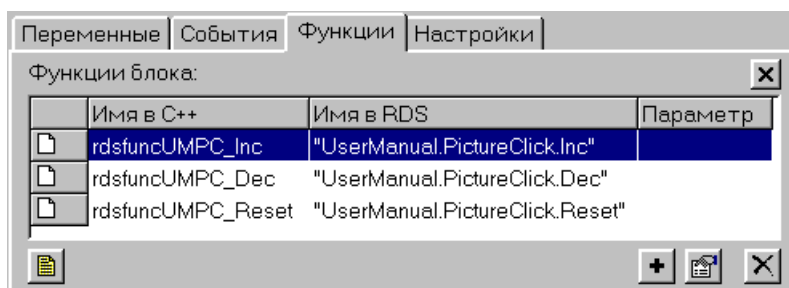 Переменные События Функции Настройки
Функции блока:
Имя в C++ Имя в RDS Параметр
rdsfuncUMPC_Inc "UserManual.PictureClick.Inc"
rdsfuncUMPC_Dec "UserManual.PictureClick.Dec"
rdsfuncUMPC_Reset "UserManual.PictureClick.Reset"